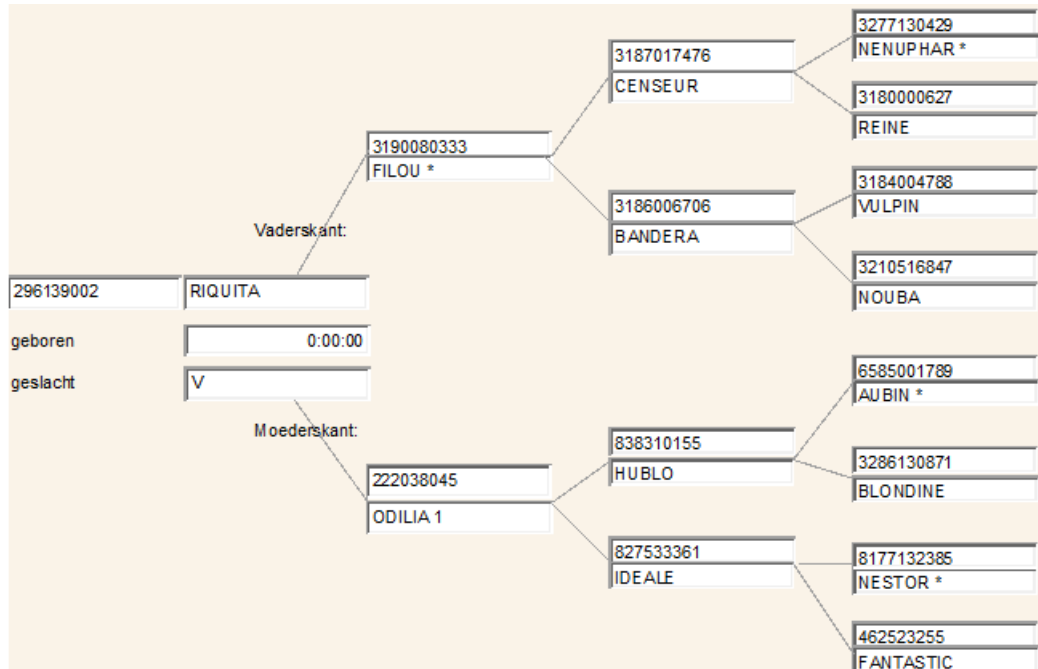 3277130429
NENUPHAR *
3187017476
CENSEUR
3180000627
REINE
3190080333
FILOU *
3184004788
VULPIN
3186006706
BANDERA
Vaderskant:
3210516847
NOUBA
296139002 RIQUITA
geboren 0:00:00
geslacht V
6585001789
AUBIN *
Moederskant:
838310155
HUBLO
3286130871
BLONDINE
222038045
ODILIA 1
827533361
IDEALE
8177132385
NESTOR *
462523255
FANTASTIC